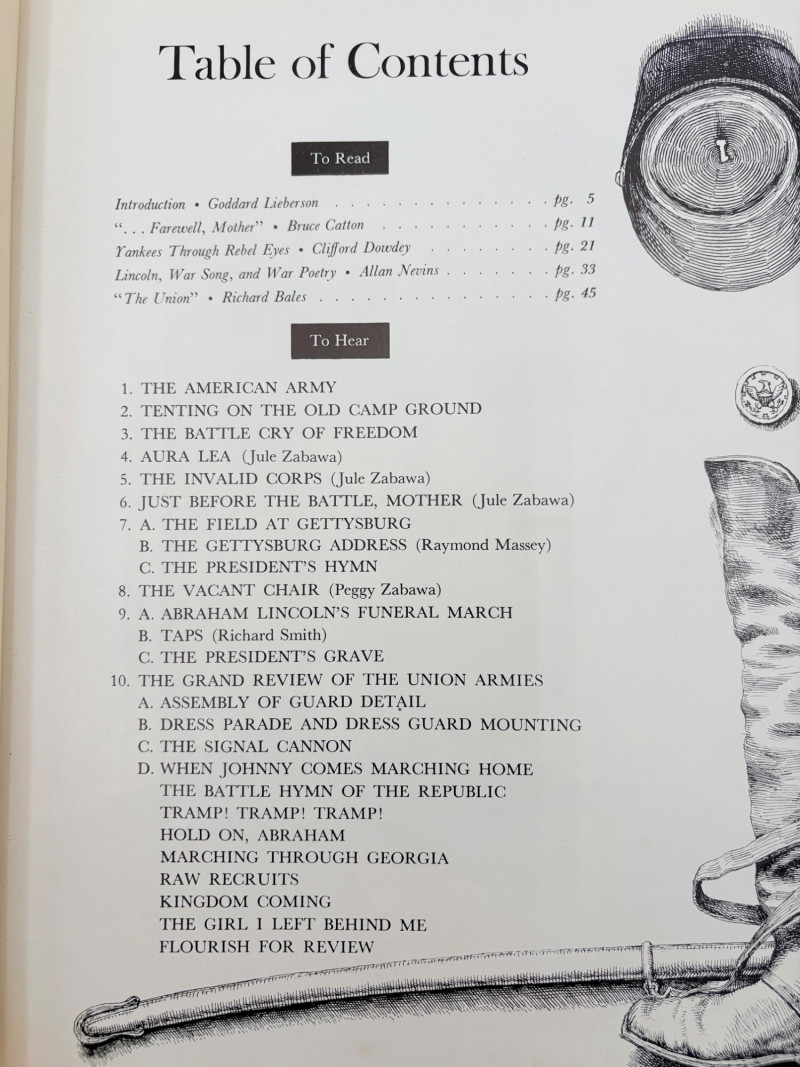 Table of Contents
To Read
Introduction • Goddard Lieberson . . . . . . . . . . . . . . pg. 5
“. . . Farewell, Mother” • Bruce Catton . . . . . . . . . . . pg. 11
Yankees Through Rebel Eyes • Clifford Dowdey . . . . . . . . pg. 21
Lincoln, War Song, and War Poetry • Allan Nevins . . . . . . . pg. 33
“The Union” • Richard Bales . . . . . . . . . . . . . . . pg. 45
To Hear
1. THE AMERICAN ARMY
2. TENTING ON THE OLD CAMP GROUND
3. THE BATTLE CRY OF FREEDOM
4. AURA LEA (Jule Zabawa)
5. THE INVALID CORPS (Jule Zabawa)
6. JUST BEFORE THE BATTLE, MOTHER (Jule Zabawa)
7. A. THE FIELD AT GETTYSBURG
B. THE GETTYSBURG ADDRESS (Raymond Massey)
C. THE PRESIDENT'S HYMN
8. THE VACANT CHAIR (Peggy Zabawa)
9. A. ABRAHAM LINCOLN'S FUNERAL MARCH
B. TAPS (Richard Smith)
C. THE PRESIDENT'S GRAVE
10. THE GRAND REVIEW OF THE UNION ARMIES
A. ASSEMBLY OF GUARD DETAIL
B. DRESS PARADE AND DRESS GUARD MOUNTING
C. THE SIGNAL CANNON
D. WHEN JOHNNY COMES MARCHING HOME
THE BATTLE HYMN OF THE REPUBLIC
TRAMP! TRAMP! TRAMP!
HOLD ON, ABRAHAM
MARCHING THROUGH GEORGIA
RAW RECRUITS
KINGDOM COMING
THE GIRL I LEFT BEHIND ME
FLOURISH FOR REVIEW